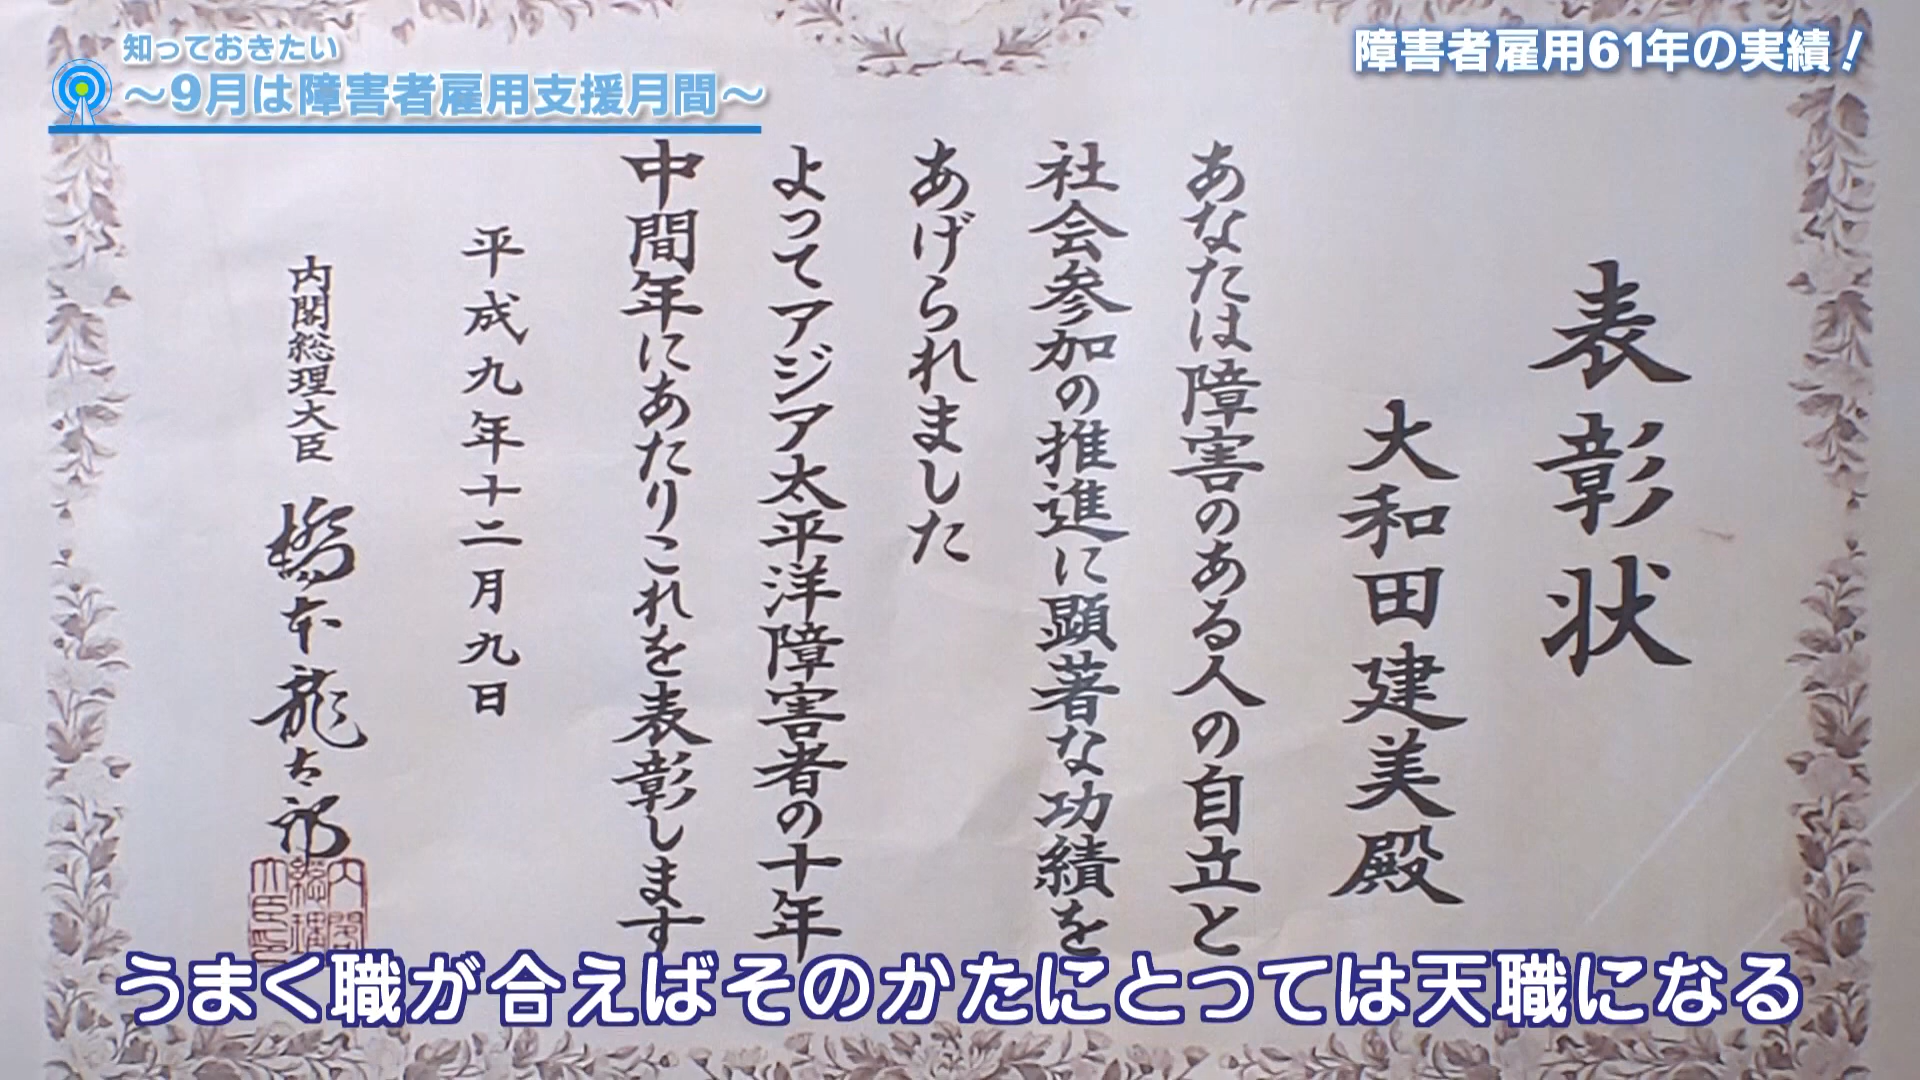 知っておきたい
～9月は障害者雇用支援月間～
障害者雇用61年の実績！
表彰状
大和田建美殿
あなたは障害のある人の自立と
社会参加の推進に顕著な功績を
あげられました
よってアジア太平洋障害者の十年
中間年にあたりこれを表彰します
平成九年十二月九日
内閣総理大臣 橋本龍太郎
内閣総理大臣印
うまく職が合えばそのかたにとっては天職になる